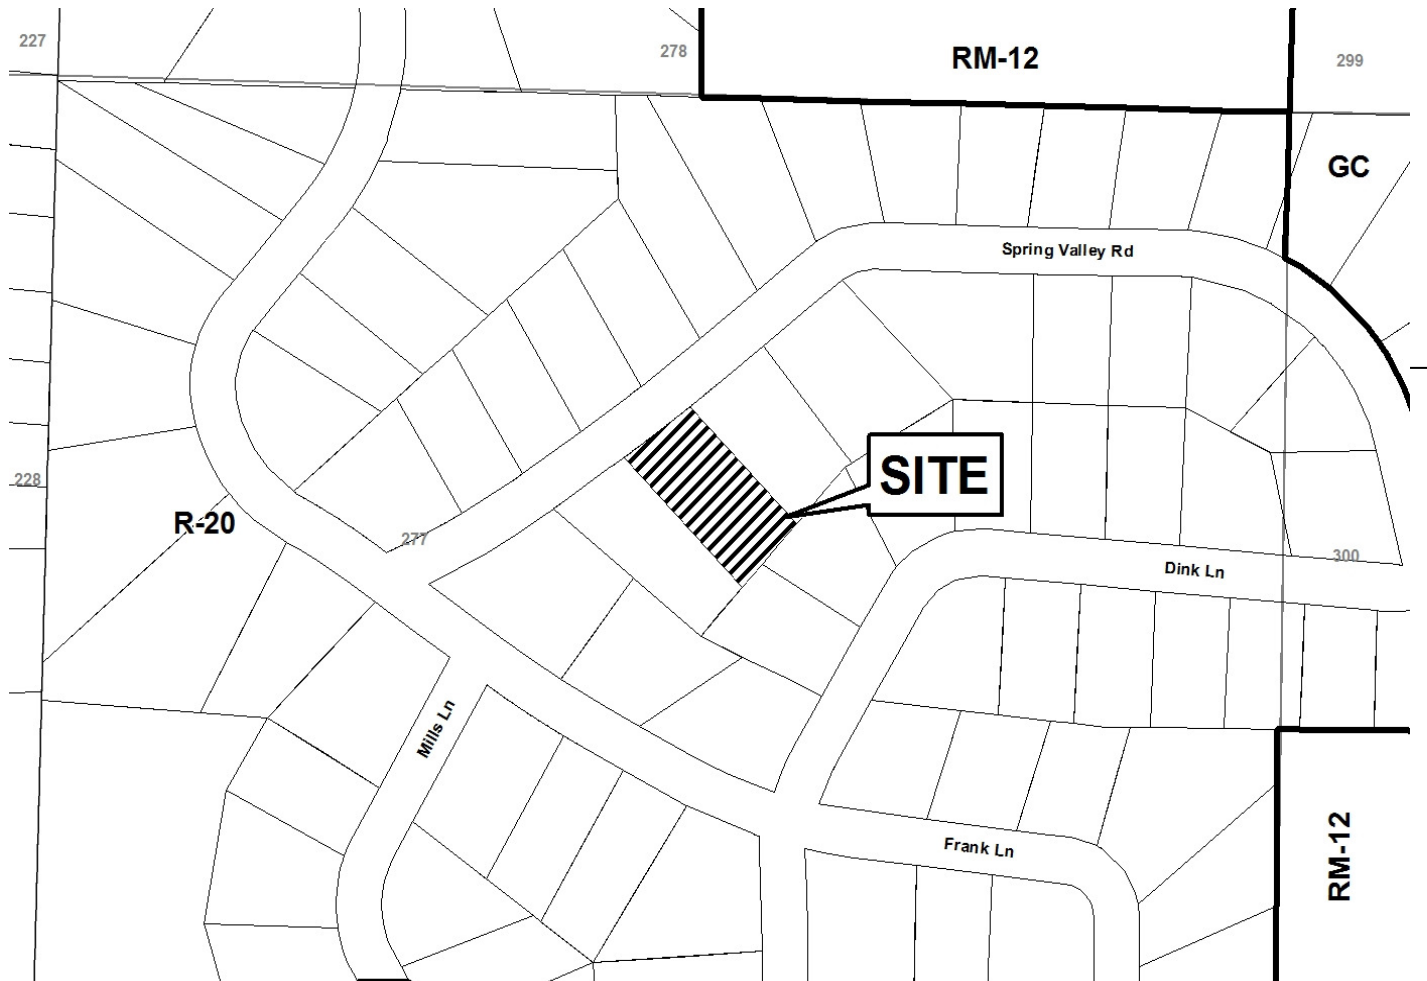 227
278
RM-12
299
GC
Spring Valley Rd
SITE
228
R-20
277
300
Dink Ln
Mills Ln
Frank Ln
RM-12